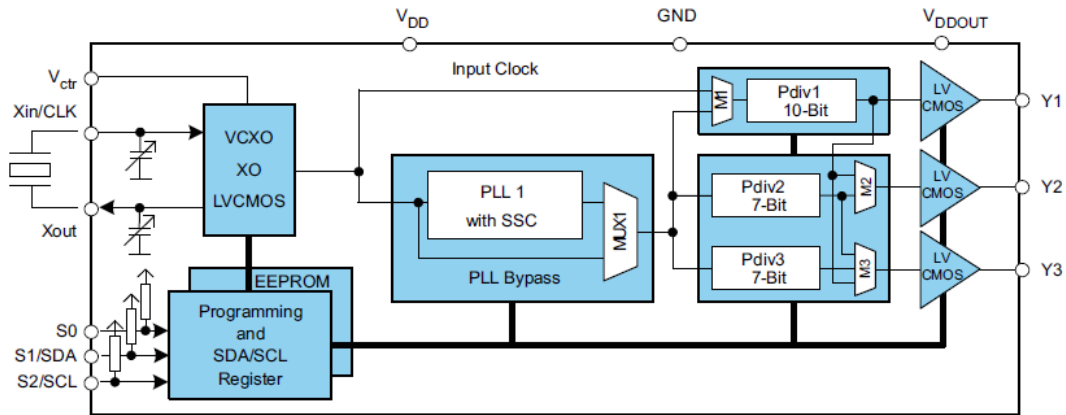 VDD
GND
VDDOUT
Vctr
Input Clock
Xin/CLK
Xout
VCXO
XO
LVCMOS
PLL 1
with SSC
MUX1
PLL Bypass
M1
Pdiv1
10-Bit
Pdiv2
7-Bit
M2
Pdiv3
7-Bit
M3
LV
CMOS
Y1
LV
CMOS
Y2
LV
CMOS
Y3
EEPROM
Programming
and
SDA/SCL
Register
S0
S1/SDA
S2/SCL